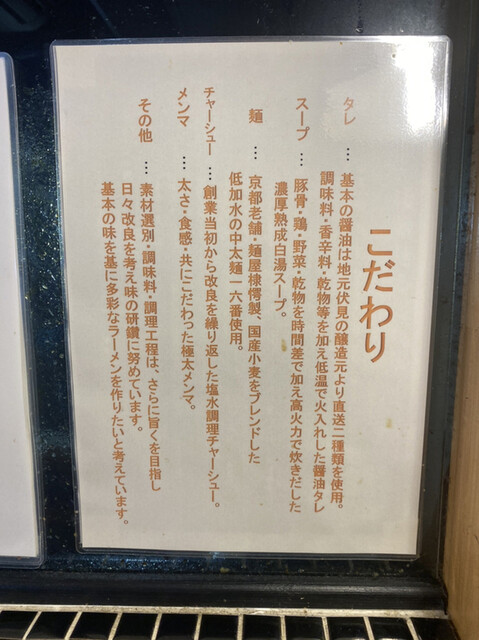 こだわり
タレ … 基本の醤油は地元伏見の醸造元より直送二種類を使用。
調味料・香辛料・乾物等を加え低温で火入れした醤油タレ
スープ … 豚骨・鶏・野菜・乾物を時間差で加え高火力で炊きだした
濃厚熟成白湯スープ。
麺 … 京都老舗・麺屋棣愕製、国産小麦をブレンドした
低加水の中太麺一六番使用。
チャーシュー … 創業当初から改良を繰り返した塩水調理チャーシュー。
メンマ … 太さ・食感・共にこだわった極太メンマ。
その他 … 素材選別・調味料・調理工程は、さらに旨くを目指し
日々改良を考え味の研鑽に努めています。
基本の味を基に多彩なラーメンを作りたいと考えています。